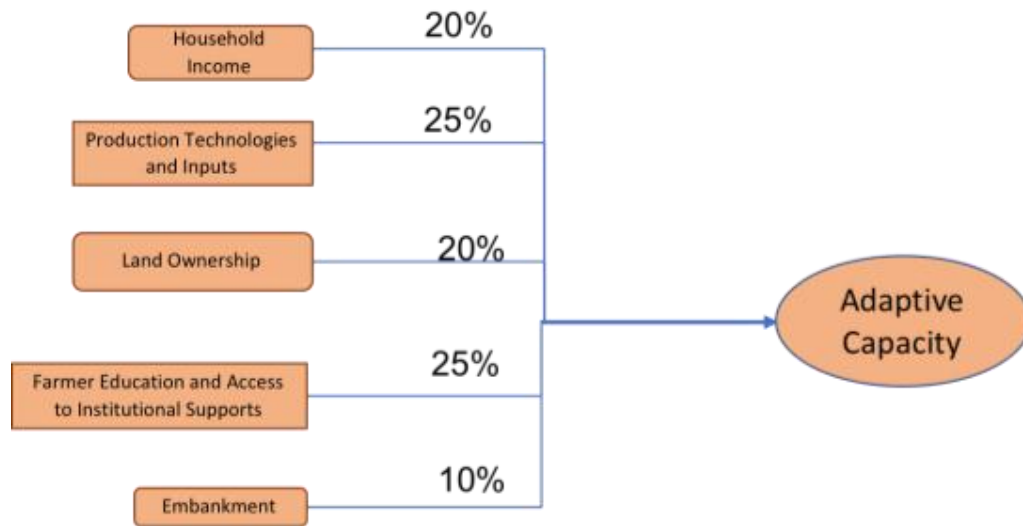 20%
Household
Income
25%
Production Technologies
and Inputs
20%
Land Ownership
Adaptive
Capacity
25%
Farmer Education and Access
to Institutional Supports
10%
Embankment